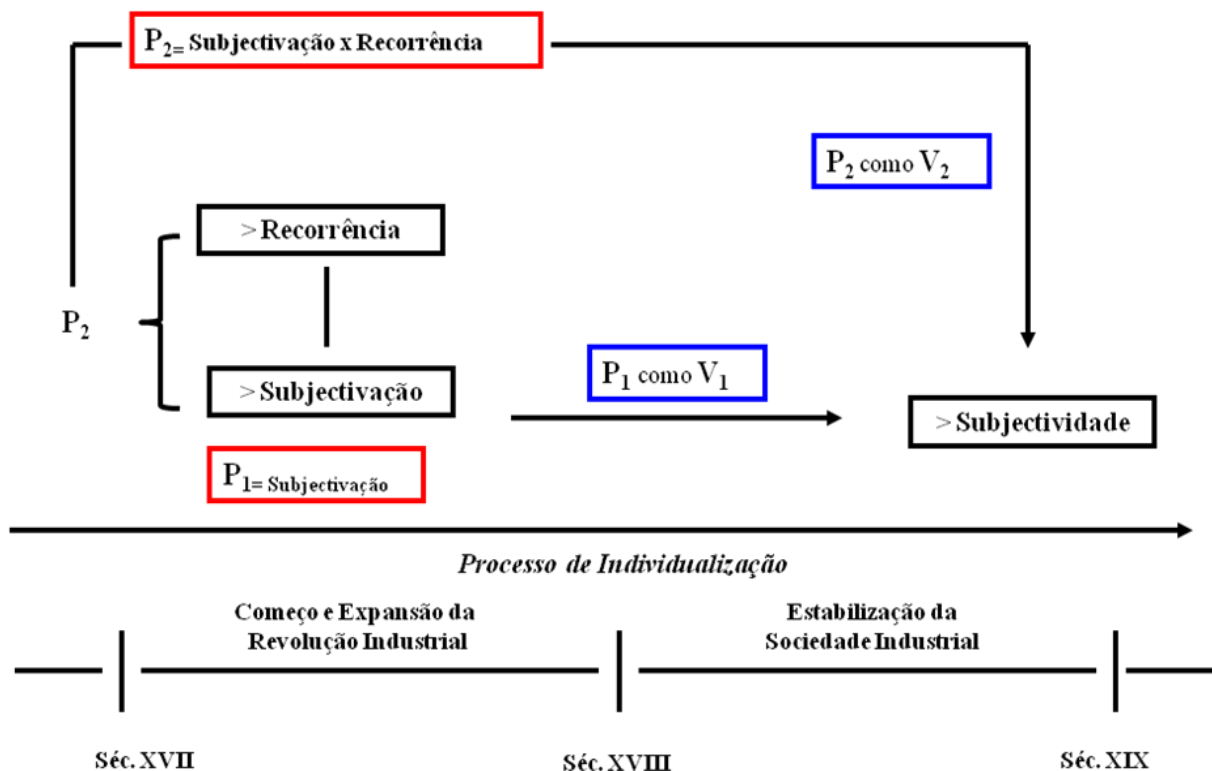 P2= Subjectivação x Recorrência
P2 como V2
> Recorrência
P2
P1 como V1
> Subjectivação
> Subjectividade
P1= Subjectivação
Processo de Individualização
Começo e Expansão da
Revolução Industrial
Estabilização da
Sociedade Industrial
Séc. XVII
Séc. XVIII
Séc. XIX